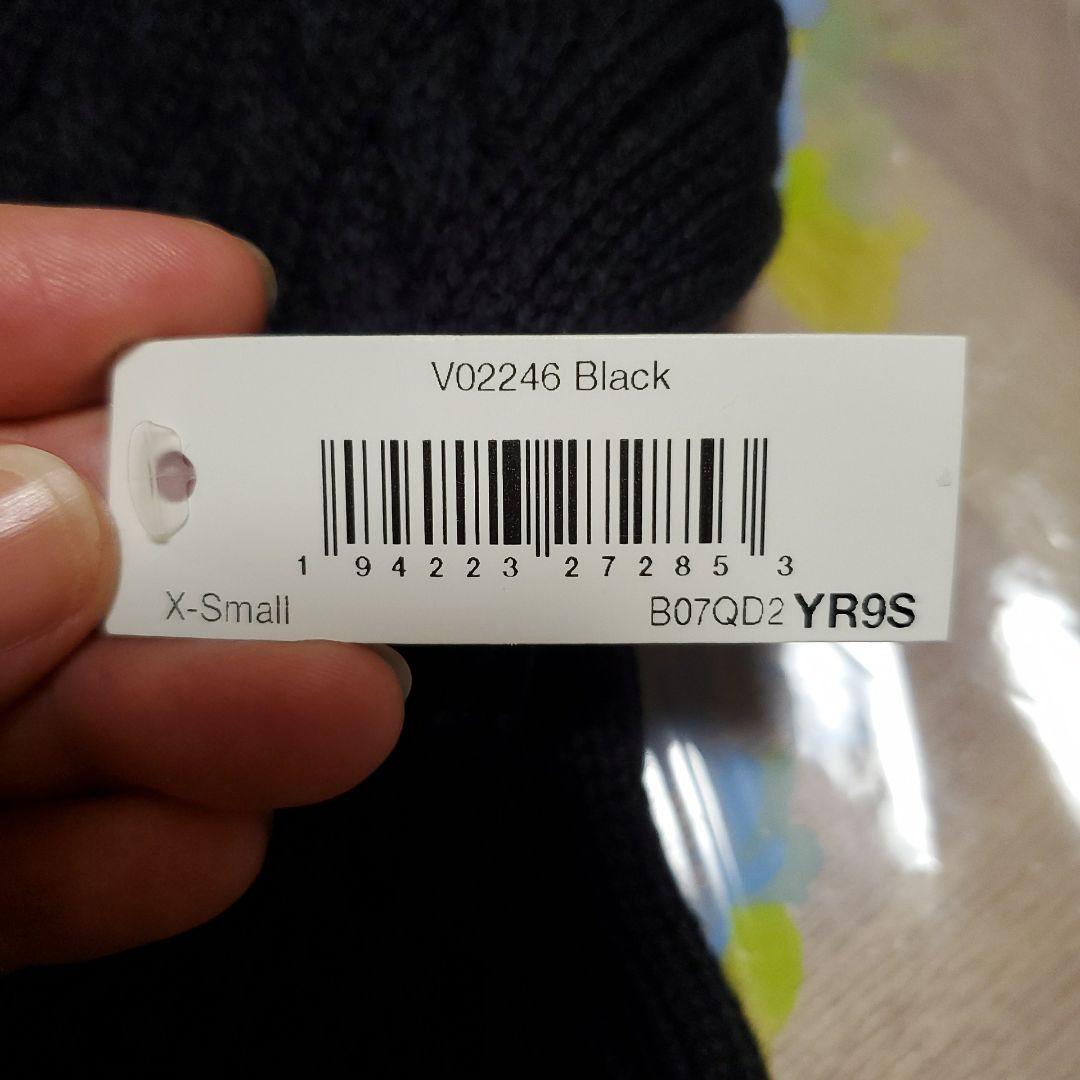 V02246 Black
1 94223 27285 3
X-Small B07QD2 YR9S